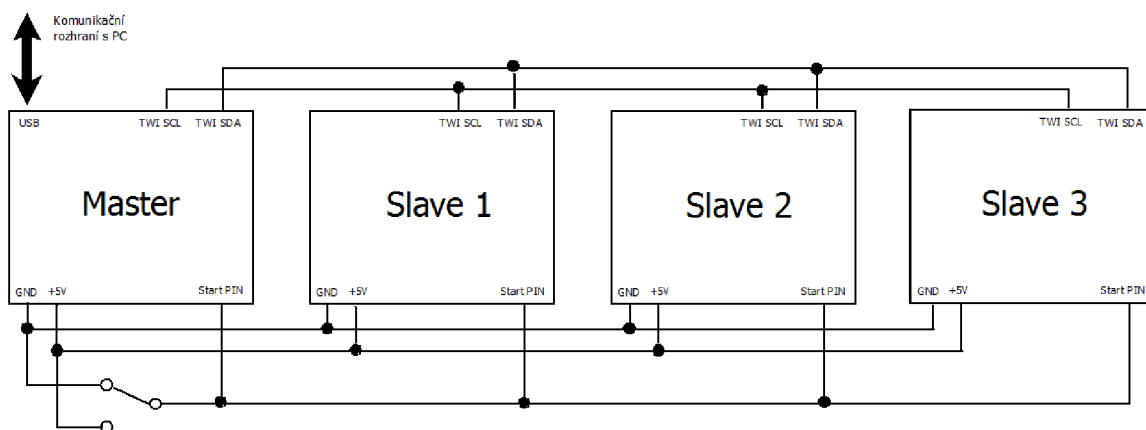 Komunikační
rozhraní s PC
USB TWI SCL TWI SDA
TWI SCL TWI SDA
TWI SCL TWI SDA
TWI SCL TWI SDA
Master
Slave 1
Slave 2
Slave 3
GND +5V Start PIN
GND +5V Start PIN
GND +5V Start PIN
GND +5V Start PIN